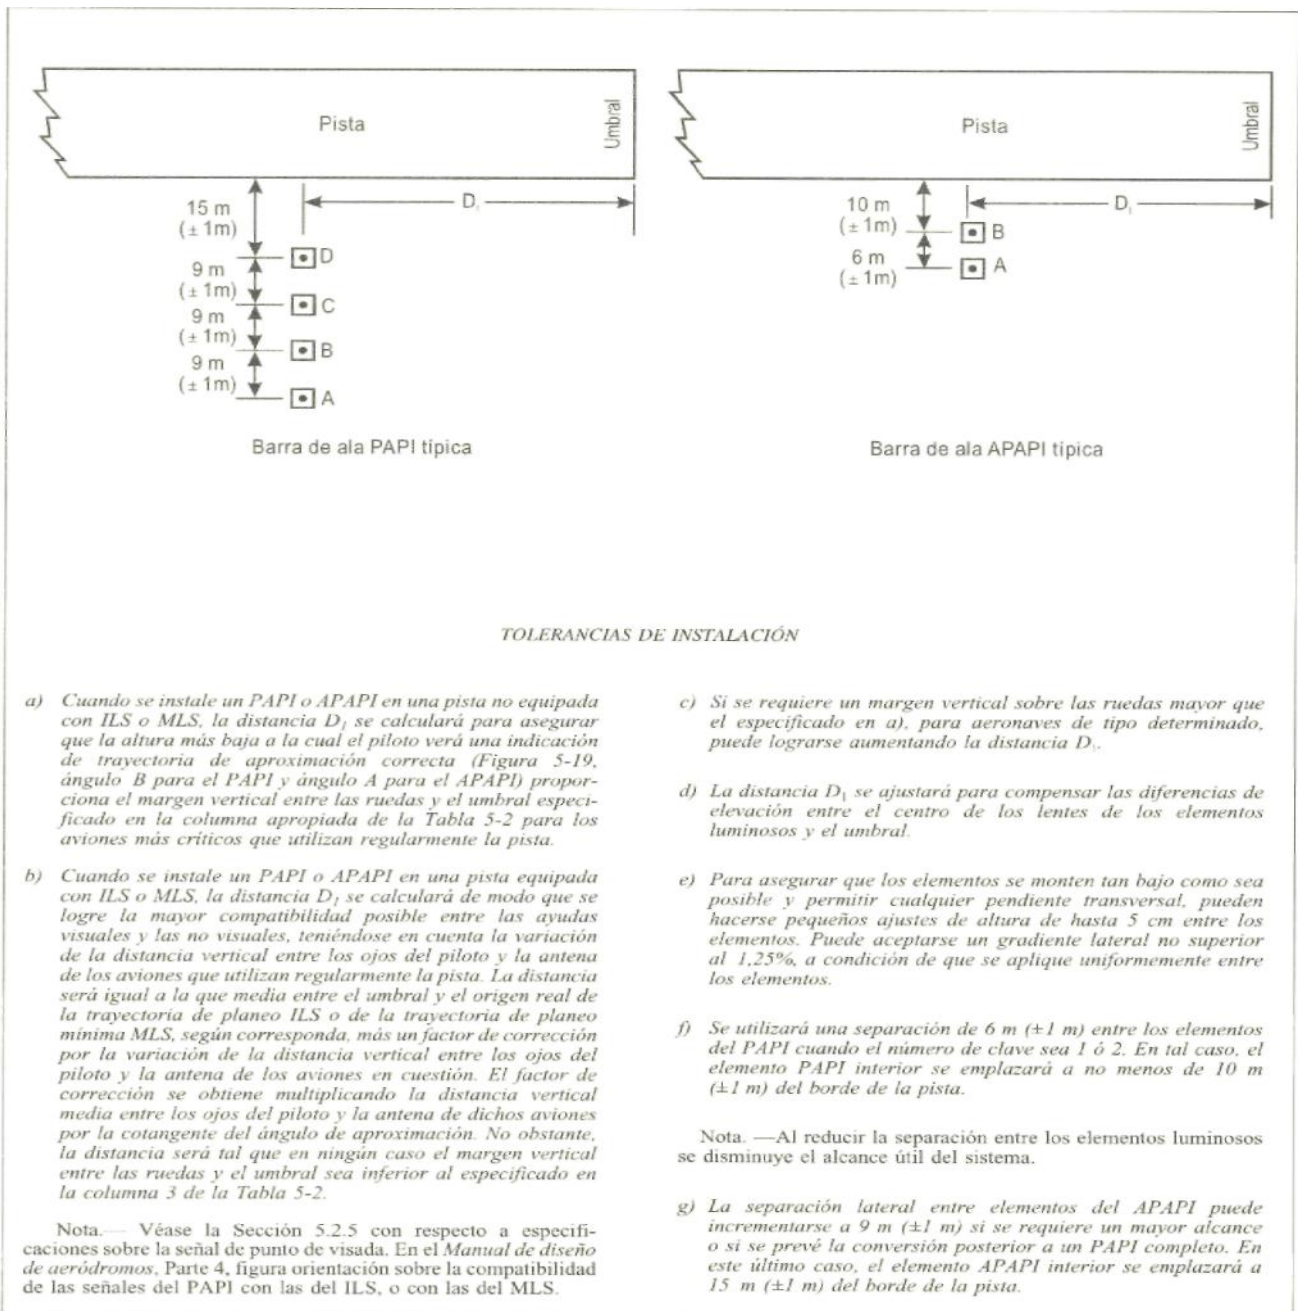 Pista
Umbral
15 m
(± 1m)
D₁
D
9 m
(± 1m)
C
9 m
(± 1m)
B
9 m
(± 1m)
A
Barra de ala PAPI típica
Pista
Umbral
10 m
(± 1m)
D₁
B
6 m
(± 1m)
A
Barra de ala APAPI típica
TOLERANCIAS DE INSTALACIÓN
a) Cuando se instale un PAPI o APAPI en una pista no equipada
con ILS o MLS, la distancia D₁ se calculará para asegurar
que la altura más baja a la cual el piloto verá una indicación
de trayectoria de aproximación correcta (Figura 5-19,
ángulo B para el PAPI y ángulo A para el APAPI) propor-
ciona el margen vertical entre las ruedas y el umbral especi-
ficado en la columna apropiada de la Tabla 5-2 para los
aviones más críticos que utilizan regularmente la pista.
b) Cuando se instale un PAPI o APAPI en una pista equipada
con ILS o MLS, la distancia D₁ se calculará de modo que se
logre la mayor compatibilidad posible entre las ayudas
visuales y las no visuales, teniéndose en cuenta la variación
de la distancia vertical entre los ojos del piloto y la antena
de los aviones que utilizan regularmente la pista. La distancia
será igual a la que media entre el umbral y el origen real de
la trayectoria de planeo ILS o de la trayectoria de planeo
mínima MLS, según corresponda, más un factor de corrección
por la variación de la distancia vertical entre los ojos del
piloto y la antena de los aviones en cuestión. El factor de
corrección se obtiene multiplicando la distancia vertical
media entre los ojos del piloto y la antena de dichos aviones
por la cotangente del ángulo de aproximación. No obstante,
la distancia será tal que en ningún caso el margen vertical
entre las ruedas y el umbral sea inferior al especificado en
la columna 3 de la Tabla 5-2.
Nota.— Véase la Sección 5.2.5 con respecto a especifi-
caciones sobre la señal de punto de visada. En el Manual de diseño
de aeródromos, Parte 4, figura orientación sobre la compatibilidad
de las señales del PAPI con las del ILS, o con las del MLS.
c) Si se requiere un margen vertical sobre las ruedas mayor que
el especificado en a), para aeronaves de tipo determinado,
puede lograrse aumentando la distancia D₁.
d) La distancia D₁ se ajustará para compensar las diferencias de
elevación entre el centro de los lentes de los elementos
luminosos y el umbral.
e) Para asegurar que los elementos se monten tan bajo como sea
posible y permitir cualquier pendiente transversal, pueden
hacerse pequeños ajustes de altura de hasta 5 cm entre los
elementos. Puede aceptarse un gradiente lateral no superior
al 1,25%, a condición de que se aplique uniformemente entre
los elementos.
f) Se utilizará una separación de 6 m (±1 m) entre los elementos
del PAPI cuando el número de clave sea 1 ó 2. En tal caso, el
elemento PAPI interior se emplazará a no menos de 10 m
(±1 m) del borde de la pista.
Nota. —Al reducir la separación entre los elementos luminosos
se disminuye el alcance útil del sistema.
g) La separación lateral entre elementos del APAPI puede
incrementarse a 9 m (±1 m) si se requiere un mayor alcance
o si se prevé la conversión posterior a un PAPI completo. En
este último caso, el elemento APAPI interior se emplazará a
15 m (±1 m) del borde de la pista.